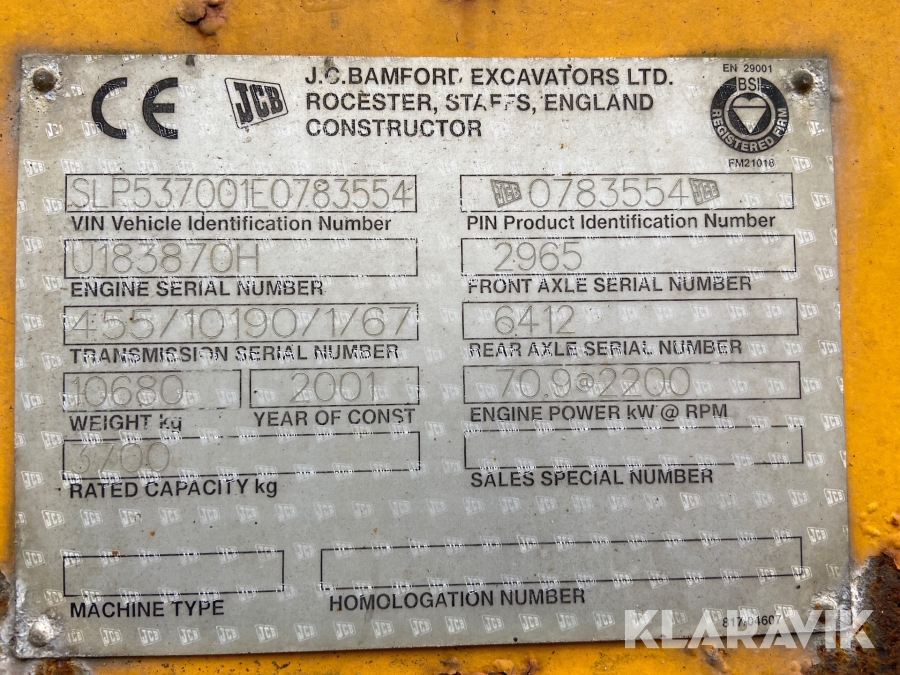 CE
JCB
J.C.BAMFORD EXCAVATORS LTD.
ROCESTER, STAFFS, ENGLAND
CONSTRUCTOR
EN 29001
BSI
REGISTERED FIRM
FM21018
SLP537001E0783554
VIN Vehicle Identification Number
JCB 0783554 JCB
PIN Product Identification Number
U183870H
ENGINE SERIAL NUMBER
2965
FRONT AXLE SERIAL NUMBER
455/10190/1/67
TRANSMISSION SERIAL NUMBER
6412
REAR AXLE SERIAL NUMBER
10680
WEIGHT kg
2001
YEAR OF CONST
70.9@2200
ENGINE POWER kW @ RPM
3700
RATED CAPACITY kg
SALES SPECIAL NUMBER
MACHINE TYPE
HOMOLOGATION NUMBER
817/04607
KLARAVIK